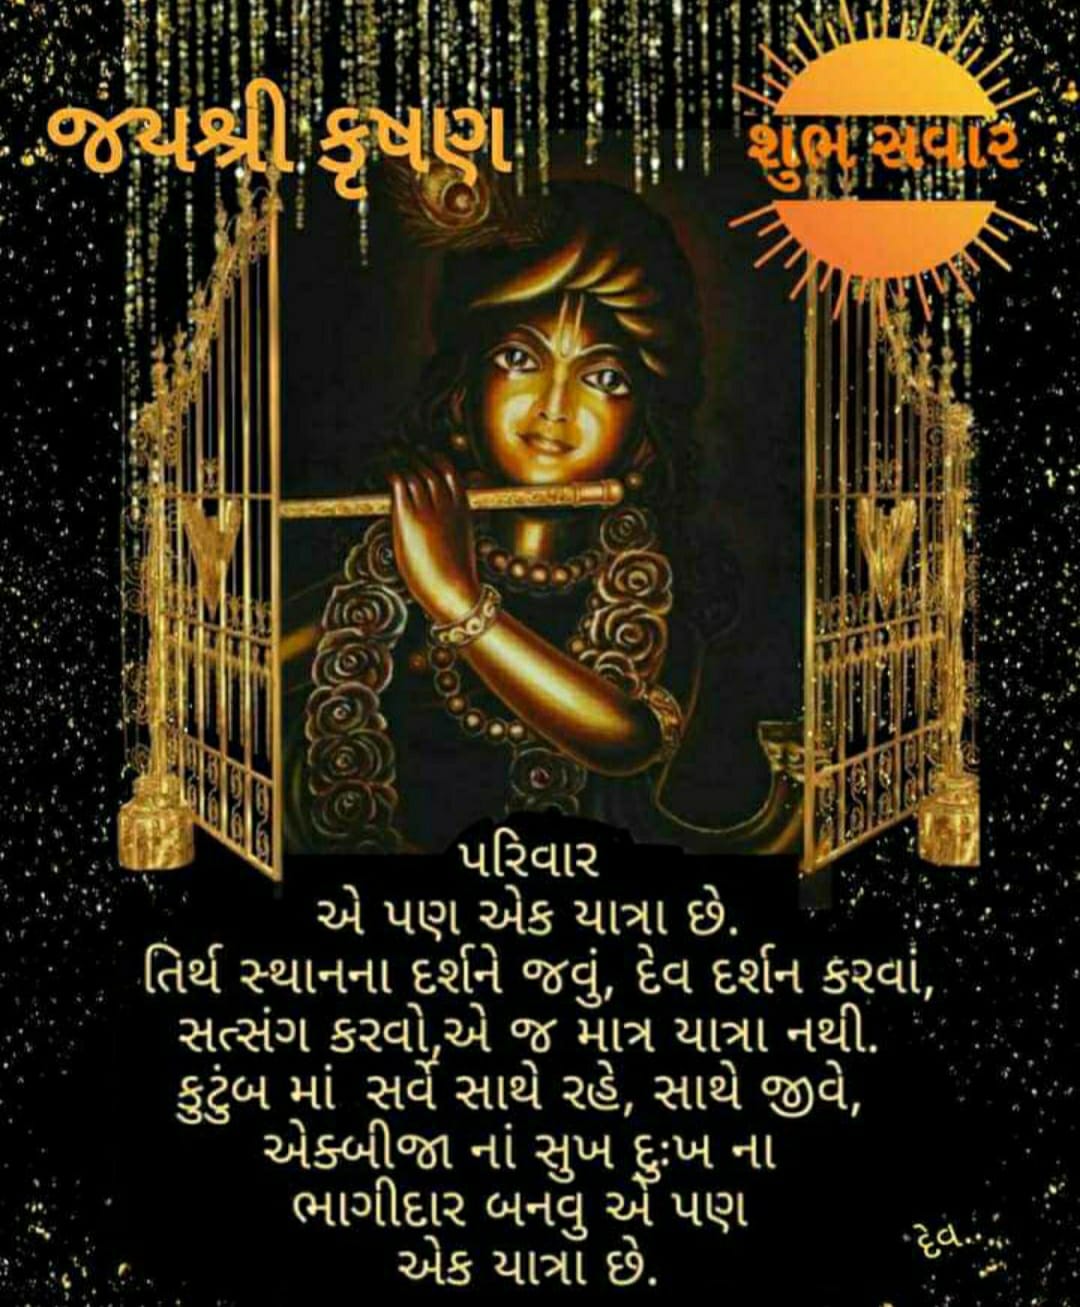 જયશ્રી કૃષણ
શુભ સવાર
પરિવાર
એ પણ એક યાત્રા છે.
તિર્થ સ્થાનના દર્શને જવું, દેવ દર્શન કરવાં,
સત્સંગ કરવો,એ જ માત્ર યાત્રા નથી.
કુટુંબ માં સર્વે સાથે રહે, સાથે જીવે,
એકબીજા નાં સુખ દુઃખ ના
ભાગીદાર બનવુ એ પણ
એક યાત્રા છે.
દેવ...